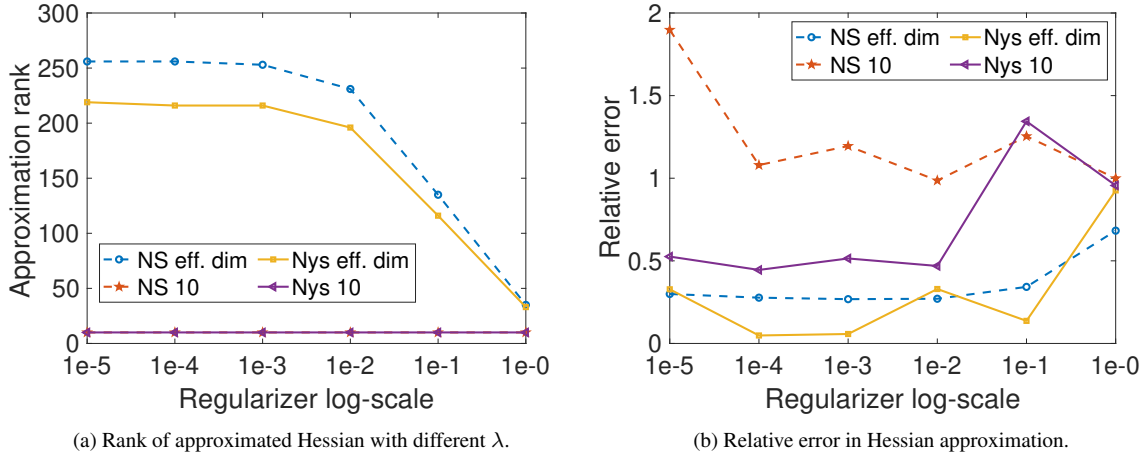 300
250
200
150
100
50
0
Approximation rank
NS eff. dim
Nys eff. dim
NS 10
Nys 10
1e-5 1e-4 1e-3 1e-2 1e-1 1e-0
Regularizer log-scale
(a) Rank of approximated Hessian with different λ.
2
1.5
1
0.5
0
Relative error
NS eff. dim
Nys eff. dim
NS 10
Nys 10
1e-5 1e-4 1e-3 1e-2 1e-1 1e-0
Regularizer log-scale
(b) Relative error in Hessian approximation.